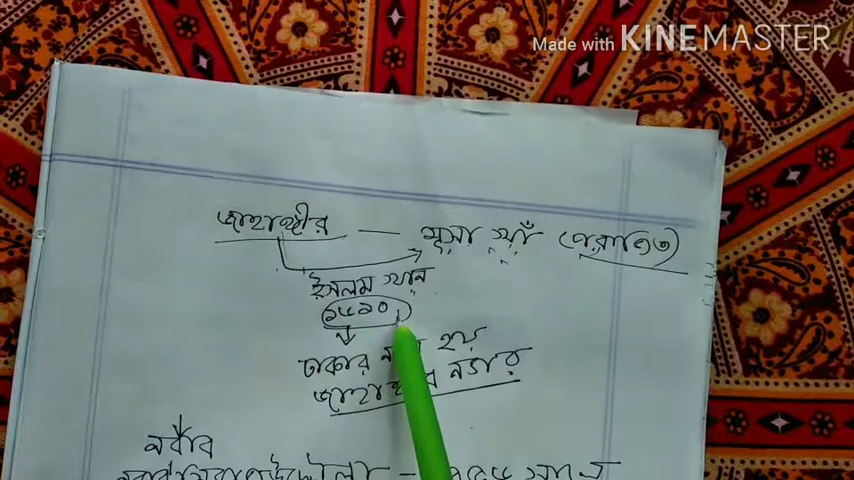 Made with KINEMASTER
জাহাঙ্গীর — মুসা খাঁ (পরাজিত)
ইসলাম খান
১৬১০
ঢাকার নাম হয়
জাহাঙ্গীর নগর
নবাব